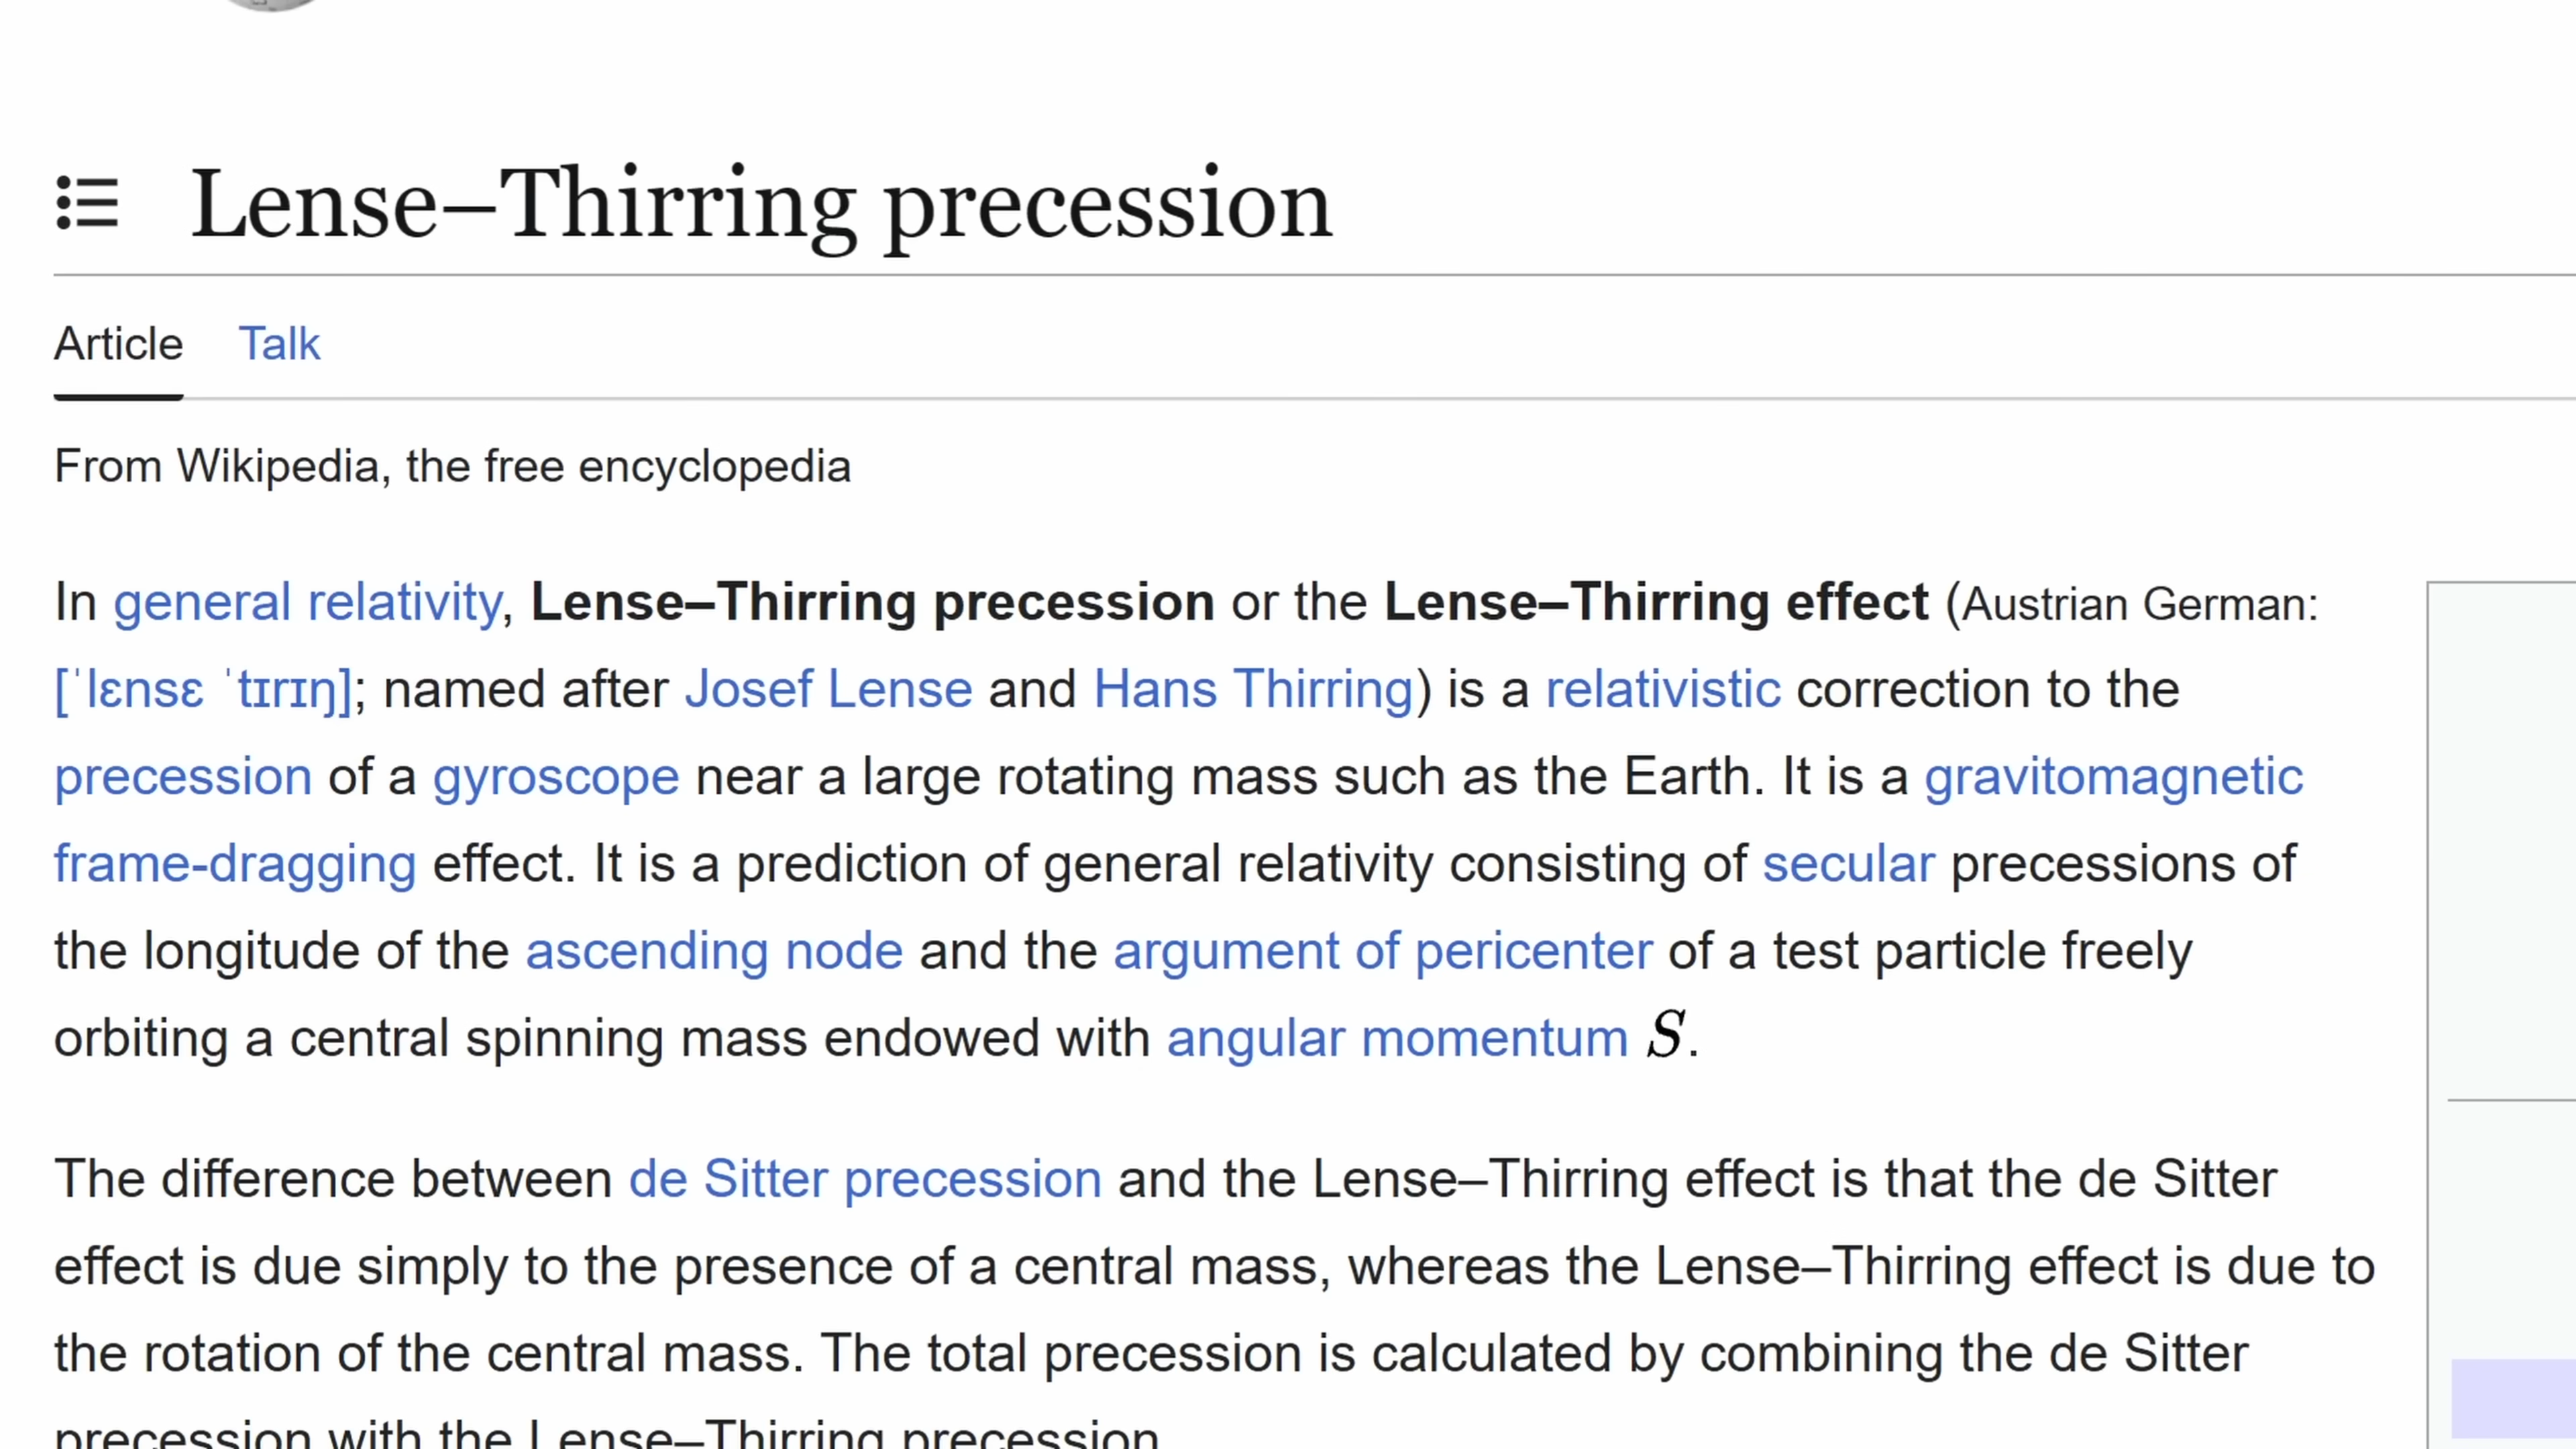 Lense–Thirring precession
Article Talk
From Wikipedia, the free encyclopedia
In general relativity, Lense–Thirring precession or the Lense–Thirring effect (Austrian German:
[ˈlɛnsɛ ˈtɪrɪŋ]; named after Josef Lense and Hans Thirring) is a relativistic correction to the
precession of a gyroscope near a large rotating mass such as the Earth. It is a gravitomagnetic
frame-dragging effect. It is a prediction of general relativity consisting of secular precessions of
the longitude of the ascending node and the argument of pericenter of a test particle freely
orbiting a central spinning mass endowed with angular momentum S.
The difference between de Sitter precession and the Lense–Thirring effect is that the de Sitter
effect is due simply to the presence of a central mass, whereas the Lense–Thirring effect is due to
the rotation of the central mass. The total precession is calculated by combining the de Sitter
precession with the Lense–Thirring precession